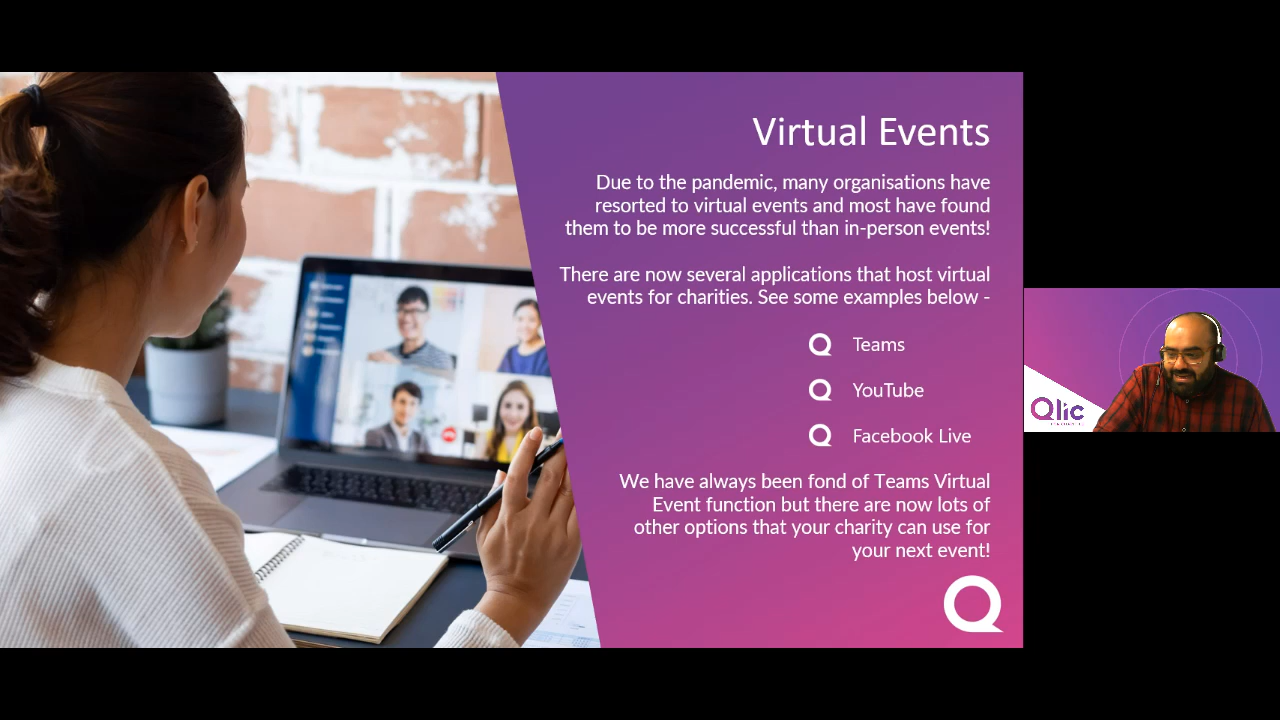 Virtual Events
Due to the pandemic, many organisations have
resorted to virtual events and most have found
them to be more successful than in-person events!
There are now several applications that host virtual
events for charities. See some examples below -
Teams
YouTube
Facebook Live
We have always been fond of Teams Virtual
Event function but there are now lots of
other options that your charity can use for
your next event!
Qlic